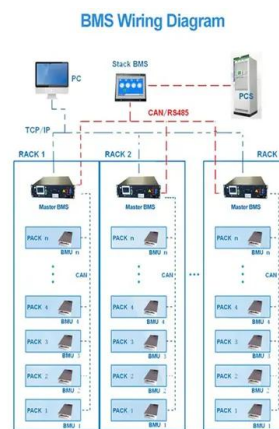 BMS Wiring Diagram
Stack BMS
PC
PCS
CAN/RS485
TCP/IP
RACK 1
RACK 2
RACK
Master BMS
Master BMS
Master BMS
PACK n
BMU n
PACK n
BMU n
PACK n
BMU n
CAN
CAN
CAN
PACK 4
BMU 4
PACK 4
BMU 4
PACK 4
BMU 4
PACK 3
BMU 3
PACK 3
BMU 3
PACK 3
BMU 3
PACK 2
BMU 2
PACK 2
BMU 2
PACK 2
BMU 2
PACK 1
BMU 1
PACK 1
BMU 1
PACK 1
BMU 1